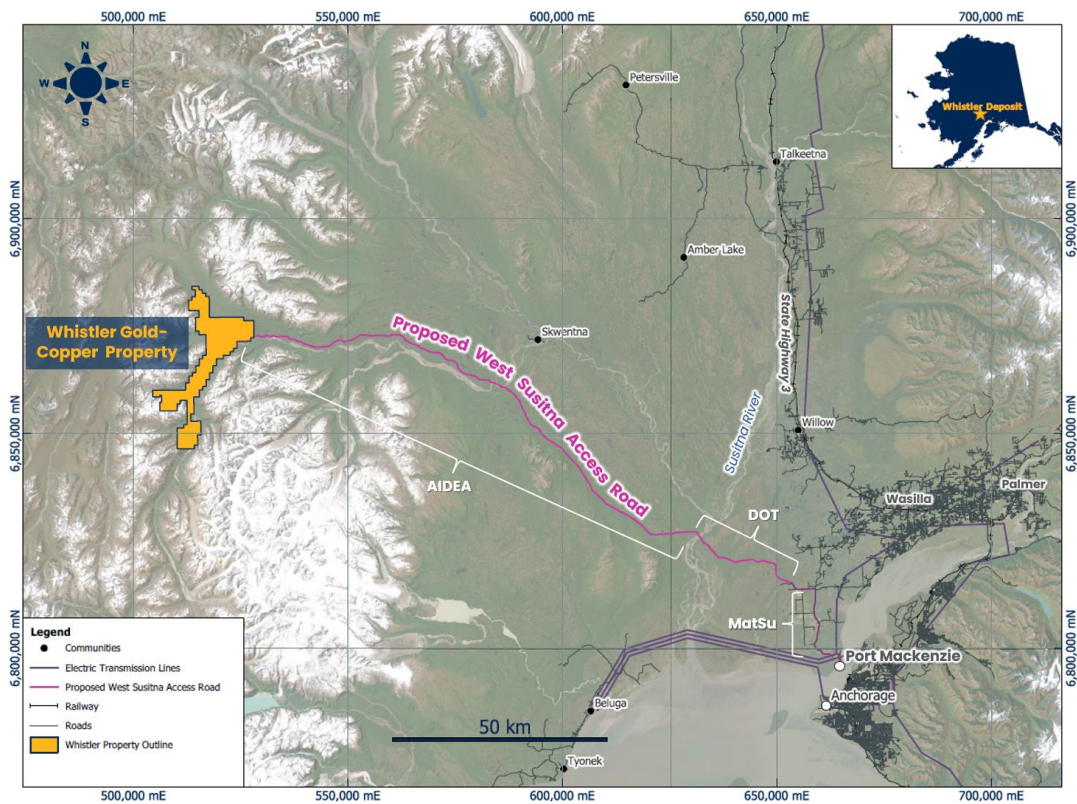 500,000 mE
550,000 mE
600,000 mE
650,000 mE
700,000 mE
N
W
E
S
Petersville
Whistler Deposit
Talkeetna
6,900,000 mN
6,900,000 mN
Amber Lake
Whistler Gold-
Copper Property
Proposed West Susitna Access Road
Skwentna
State Highway 3
Susitna River
Willow
6,850,000 mN
6,850,000 mN
AIDEA
Wasilla
Palmer
DOT
MatSu
Port Mackenzie
Anchorage
6,800,000 mN
6,800,000 mN
Legend
Communities
Electric Transmission Lines
Proposed West Susitna Access Road
Railway
Roads
Whistler Property Outline
Beluga
50 km
Tyonek
500,000 mE
550,000 mE
600,000 mE
650,000 mE
700,000 mE